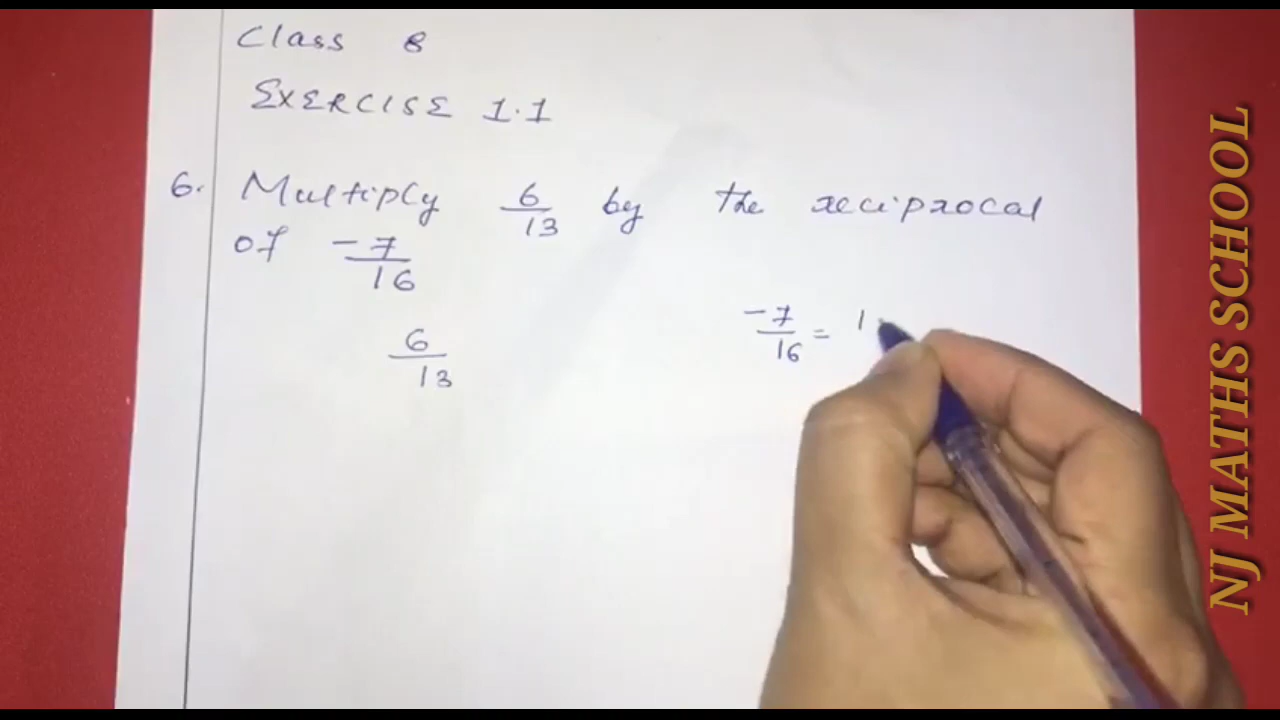 Class 8
EXERCISE 1.1
6. Multiply 6/13 by the reciprocal
of -7/16
6/13
-7/16 = 1
NJ MATHS SCHOOL